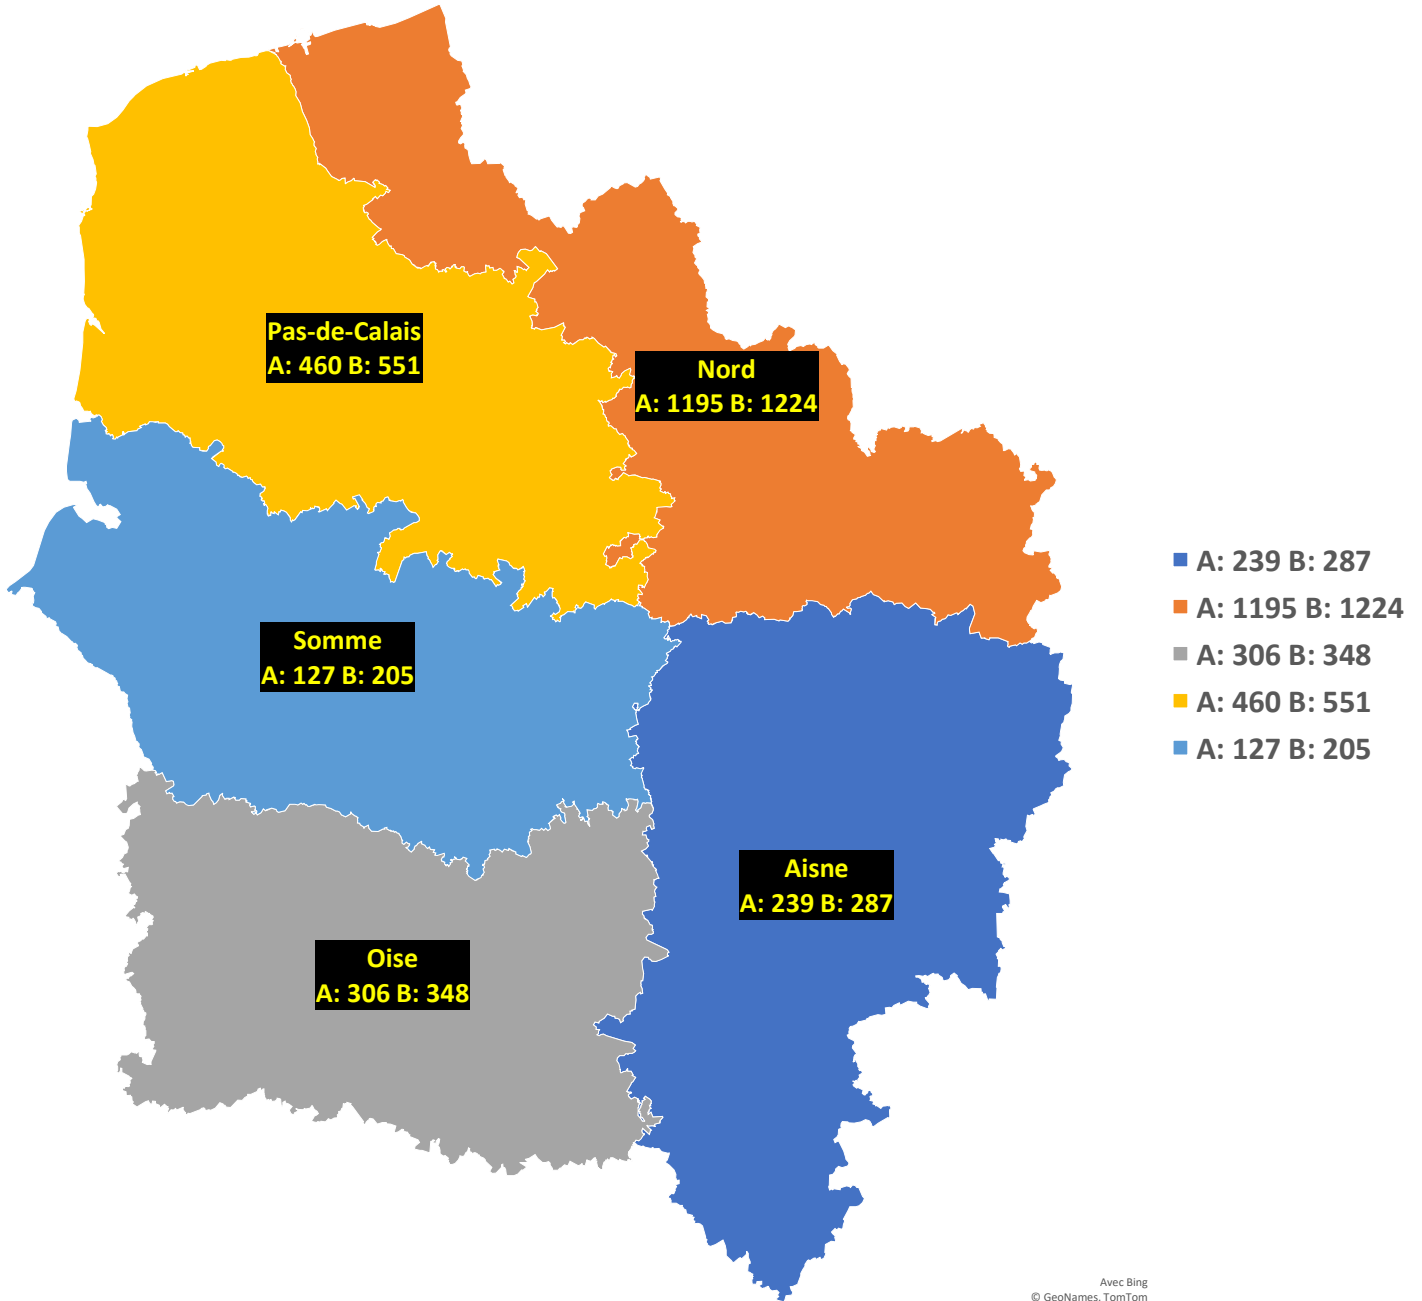 Pas-de-Calais
A: 460 B: 551
Nord
A: 1195 B: 1224
Somme
A: 127 B: 205
Aisne
A: 239 B: 287
Oise
A: 306 B: 348
A: 239 B: 287
A: 1195 B: 1224
A: 306 B: 348
A: 460 B: 551
A: 127 B: 205
Avec Bing
© GeoNames, TomTom